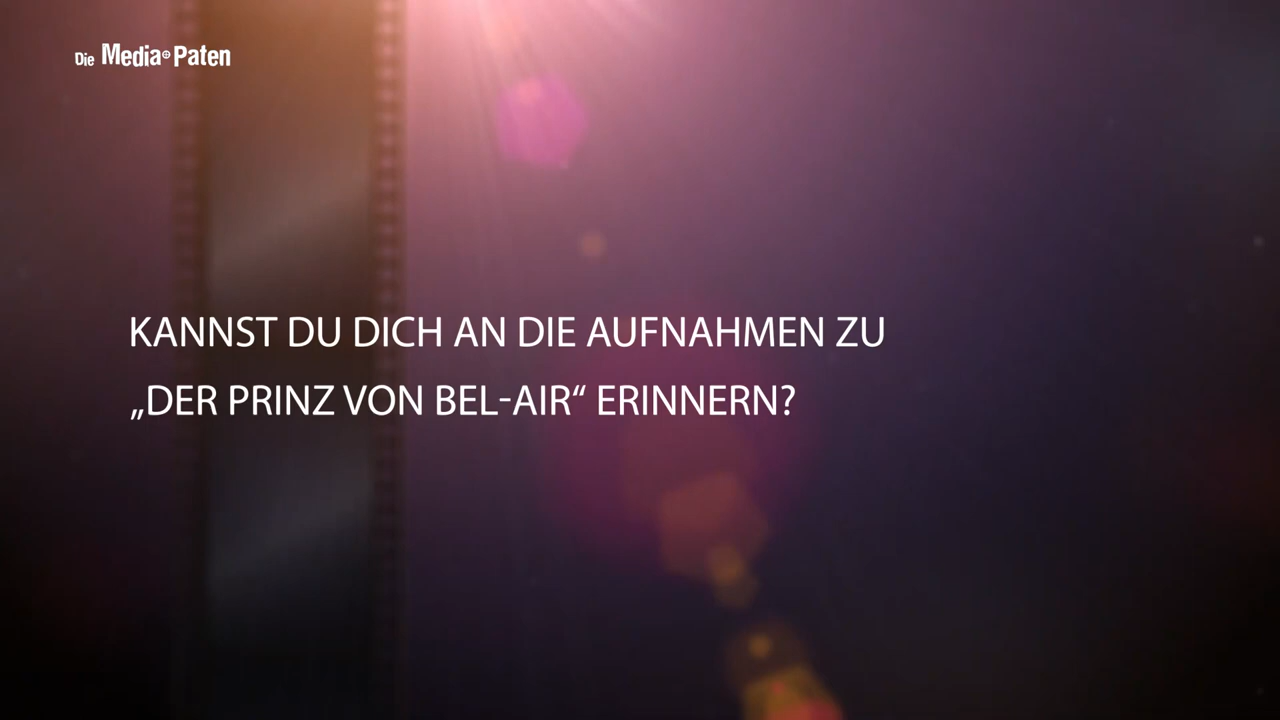 Die Media Paten
KANNST DU DICH AN DIE AUFNAHMEN ZU
„DER PRINZ VON BEL-AIR“ ERINNERN?